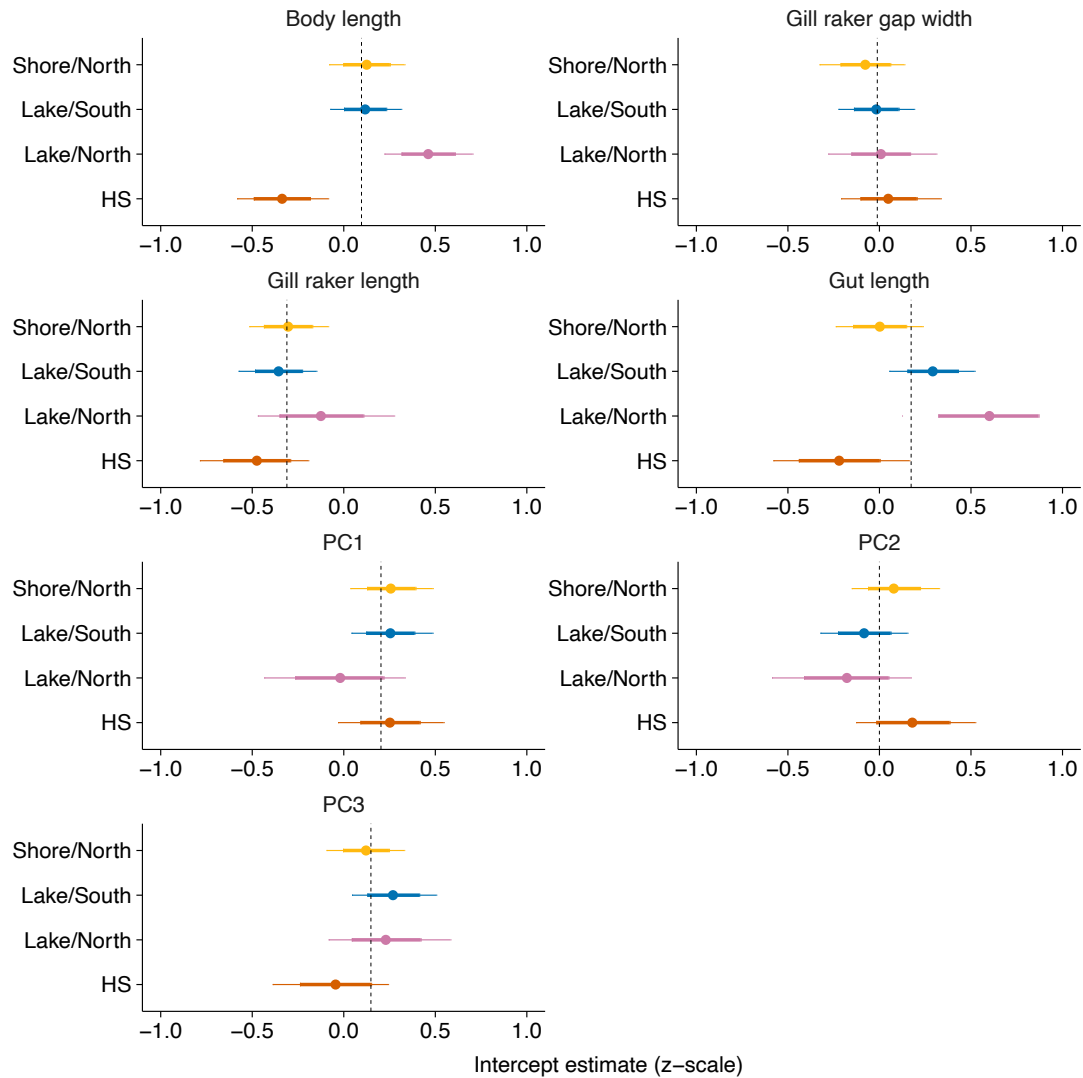 Body length
Shore/North
Lake/South
Lake/North
HS
−1.0 −0.5 0.0 0.5 1.0
Gill raker gap width
Shore/North
Lake/South
Lake/North
HS
−1.0 −0.5 0.0 0.5 1.0
Gill raker length
Shore/North
Lake/South
Lake/North
HS
−1.0 −0.5 0.0 0.5 1.0
Gut length
Shore/North
Lake/South
Lake/North
HS
−1.0 −0.5 0.0 0.5 1.0
PC1
Shore/North
Lake/South
Lake/North
HS
−1.0 −0.5 0.0 0.5 1.0
PC2
Shore/North
Lake/South
Lake/North
HS
−1.0 −0.5 0.0 0.5 1.0
PC3
Shore/North
Lake/South
Lake/North
HS
−1.0 −0.5 0.0 0.5 1.0
Intercept estimate (z−scale)